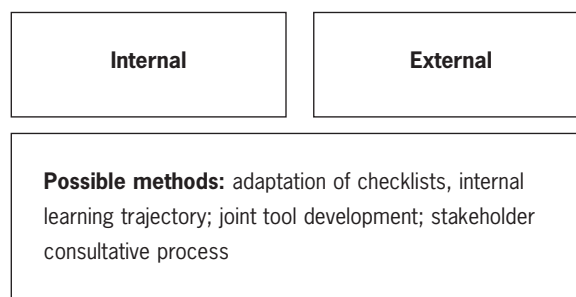 Internal
External
Possible methods: adaptation of checklists, internal
learning trajectory; joint tool development; stakeholder
consultative process